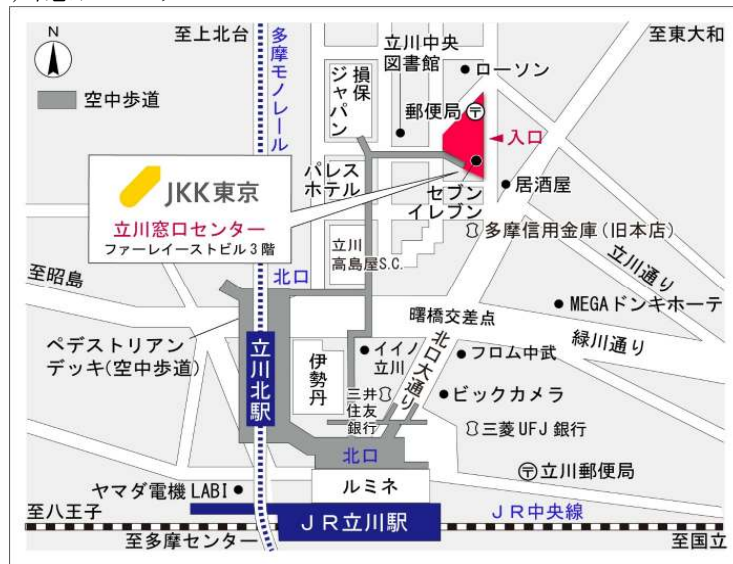 N
至上北台
多摩モノレール
立川中央
図書館
至東大和
空中歩道
損保
ジャパン
ローソン
郵便局〒
入口
JKK東京
立川窓口センター
ファーレイーストビル3階
パレス
ホテル
セブン
イレブン
居酒屋
多摩信用金庫(旧本店)
立川
高島屋S.C.
立川通り
至昭島
北口
MEGAドンキホーテ
曙橋交差点
緑川通り
ペデストリアン
デッキ(空中歩道)
立川北駅
伊勢丹
イイノ
立川
北口大通り
フロム中武
三井
住友
銀行
ビックカメラ
三菱UFJ銀行
北口
〒立川郵便局
ヤマダ電機LABI
ルミネ
至八王子
JR立川駅
JR中央線
至多摩センター
至国立